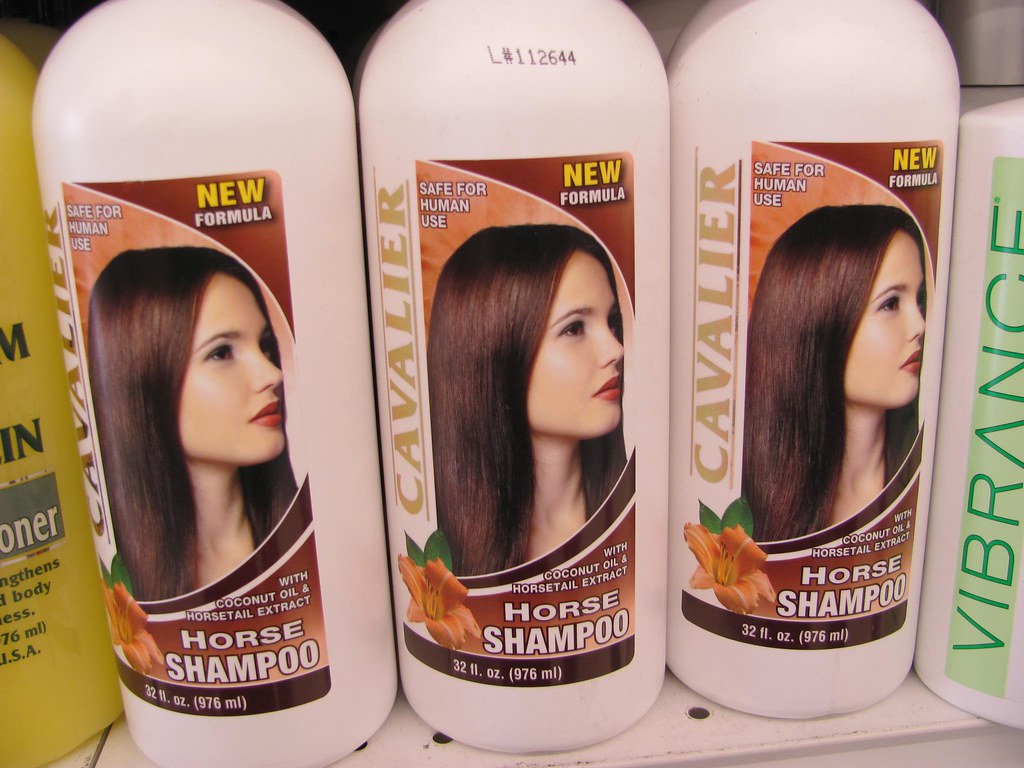 M
IN
oner
ngthens
d body
ness.
76 ml)
U.S.A.
CAVALIER
SAFE FOR
HUMAN
USE
NEW
FORMULA
WITH
COCONUT OIL &
HORSETAIL EXTRACT
HORSE
SHAMPOO
32 fl. oz. (976 ml)
L#112644
CAVALIER
SAFE FOR
HUMAN
USE
NEW
FORMULA
WITH
COCONUT OIL &
HORSETAIL EXTRACT
HORSE
SHAMPOO
32 fl. oz. (976 ml)
CAVALIER
SAFE FOR
HUMAN
USE
NEW
FORMULA
WITH
COCONUT OIL &
HORSETAIL EXTRACT
HORSE
SHAMPOO
32 fl. oz. (976 ml)
VIBRANCE®